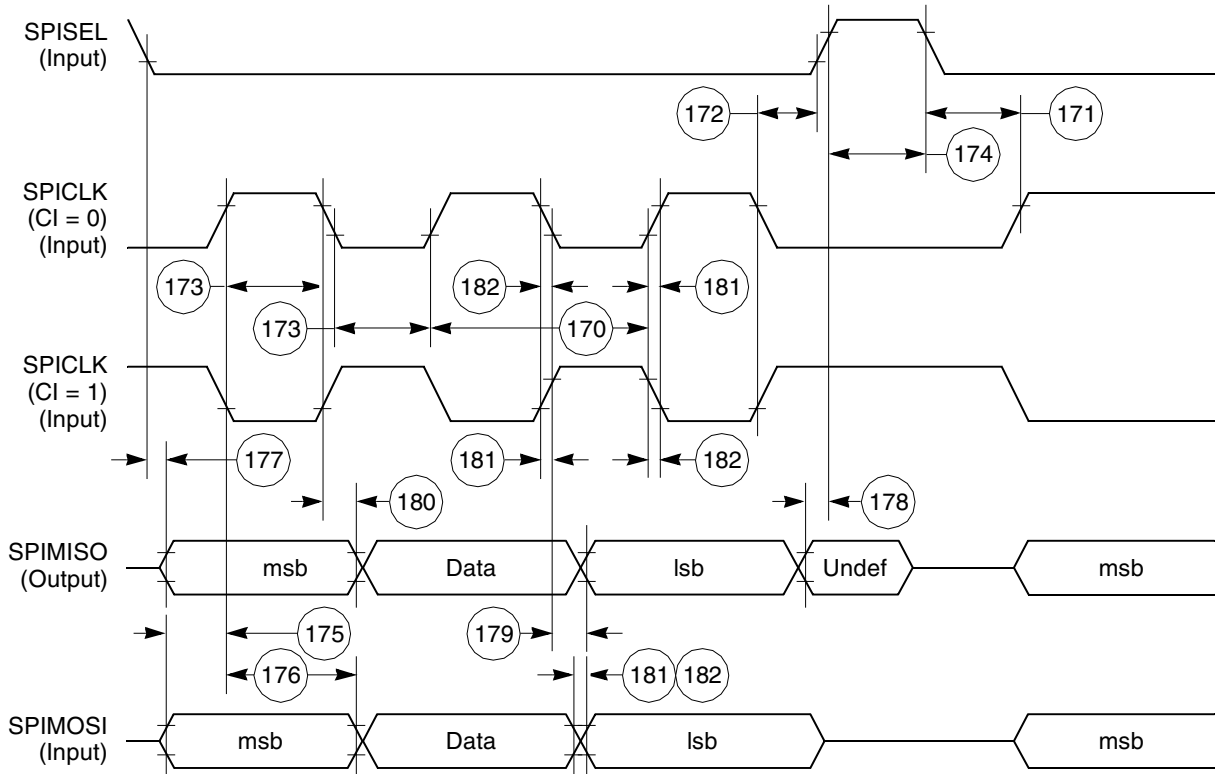 SPISEL
(Input)
172
171
174
SPICLK
(CI = 0)
(Input)
173
182
181
173
170
SPICLK
(CI = 1)
(Input)
177
181
182
180
178
SPIMISO
(Output)
msb
Data
lsb
Undef
msb
175
179
176
181
182
SPIMOSI
(Input)
msb
Data
lsb
msb